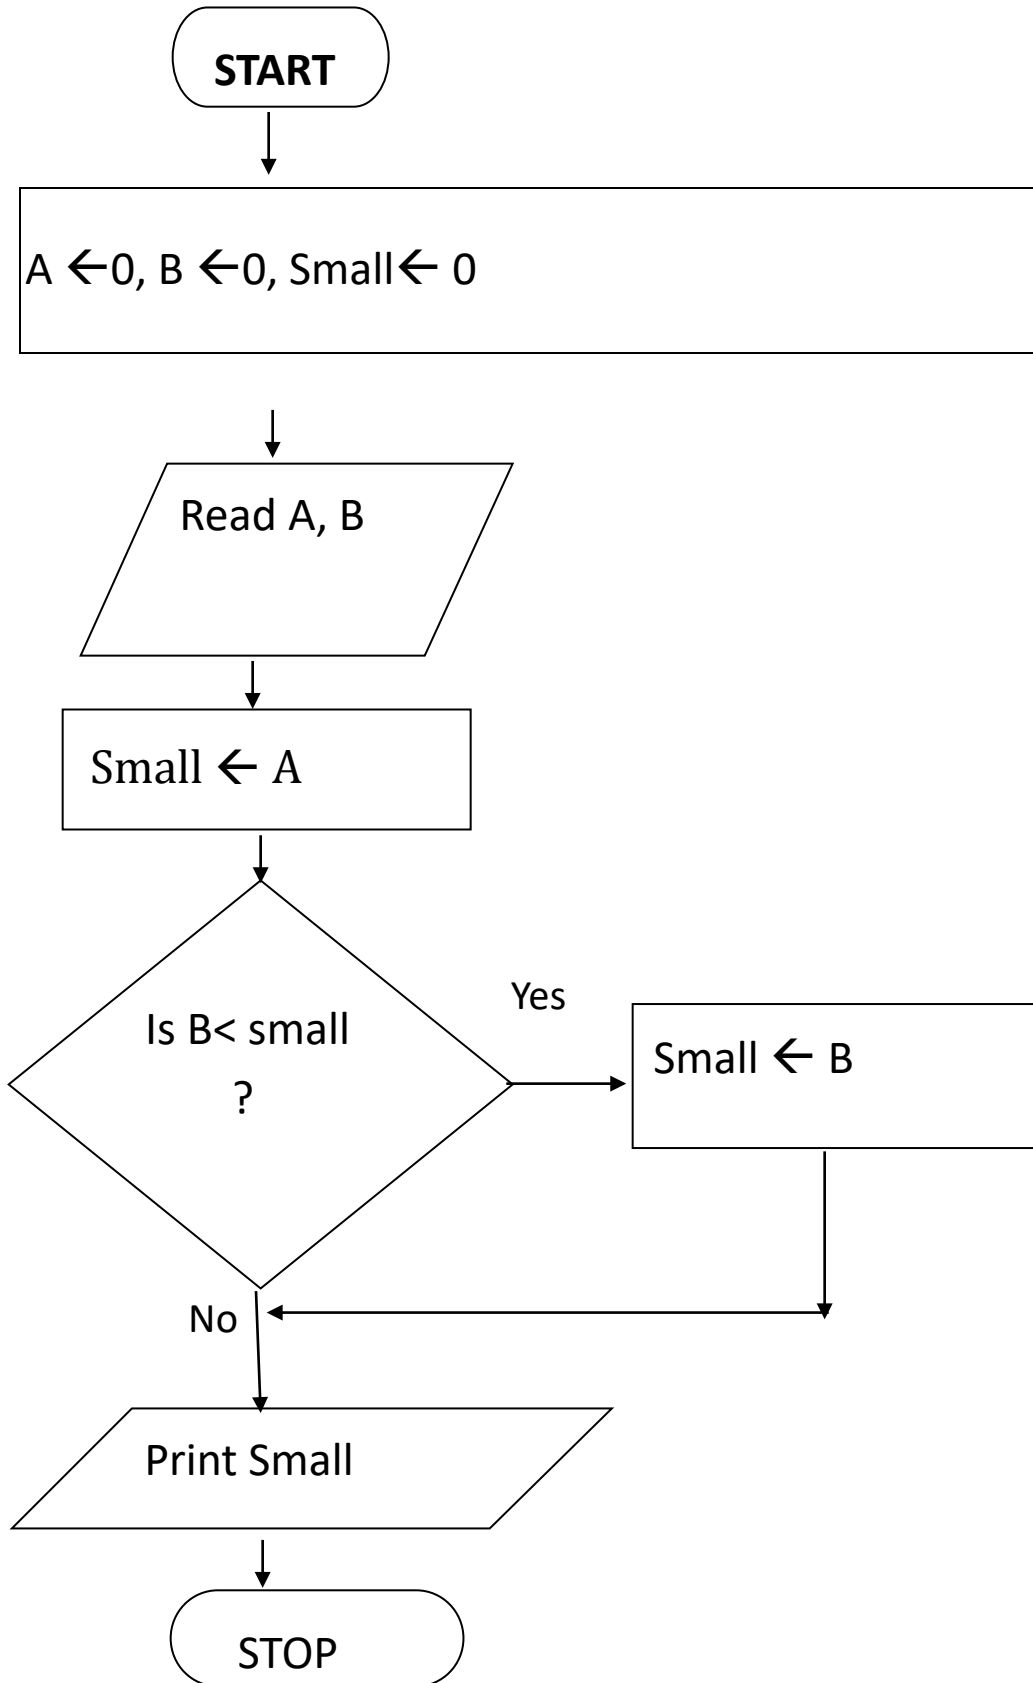 START
A ←0, B ←0, Small← 0
Read A, B
Small ← A
Is B< small
?
Yes
Small ← B
No
Print Small
STOP